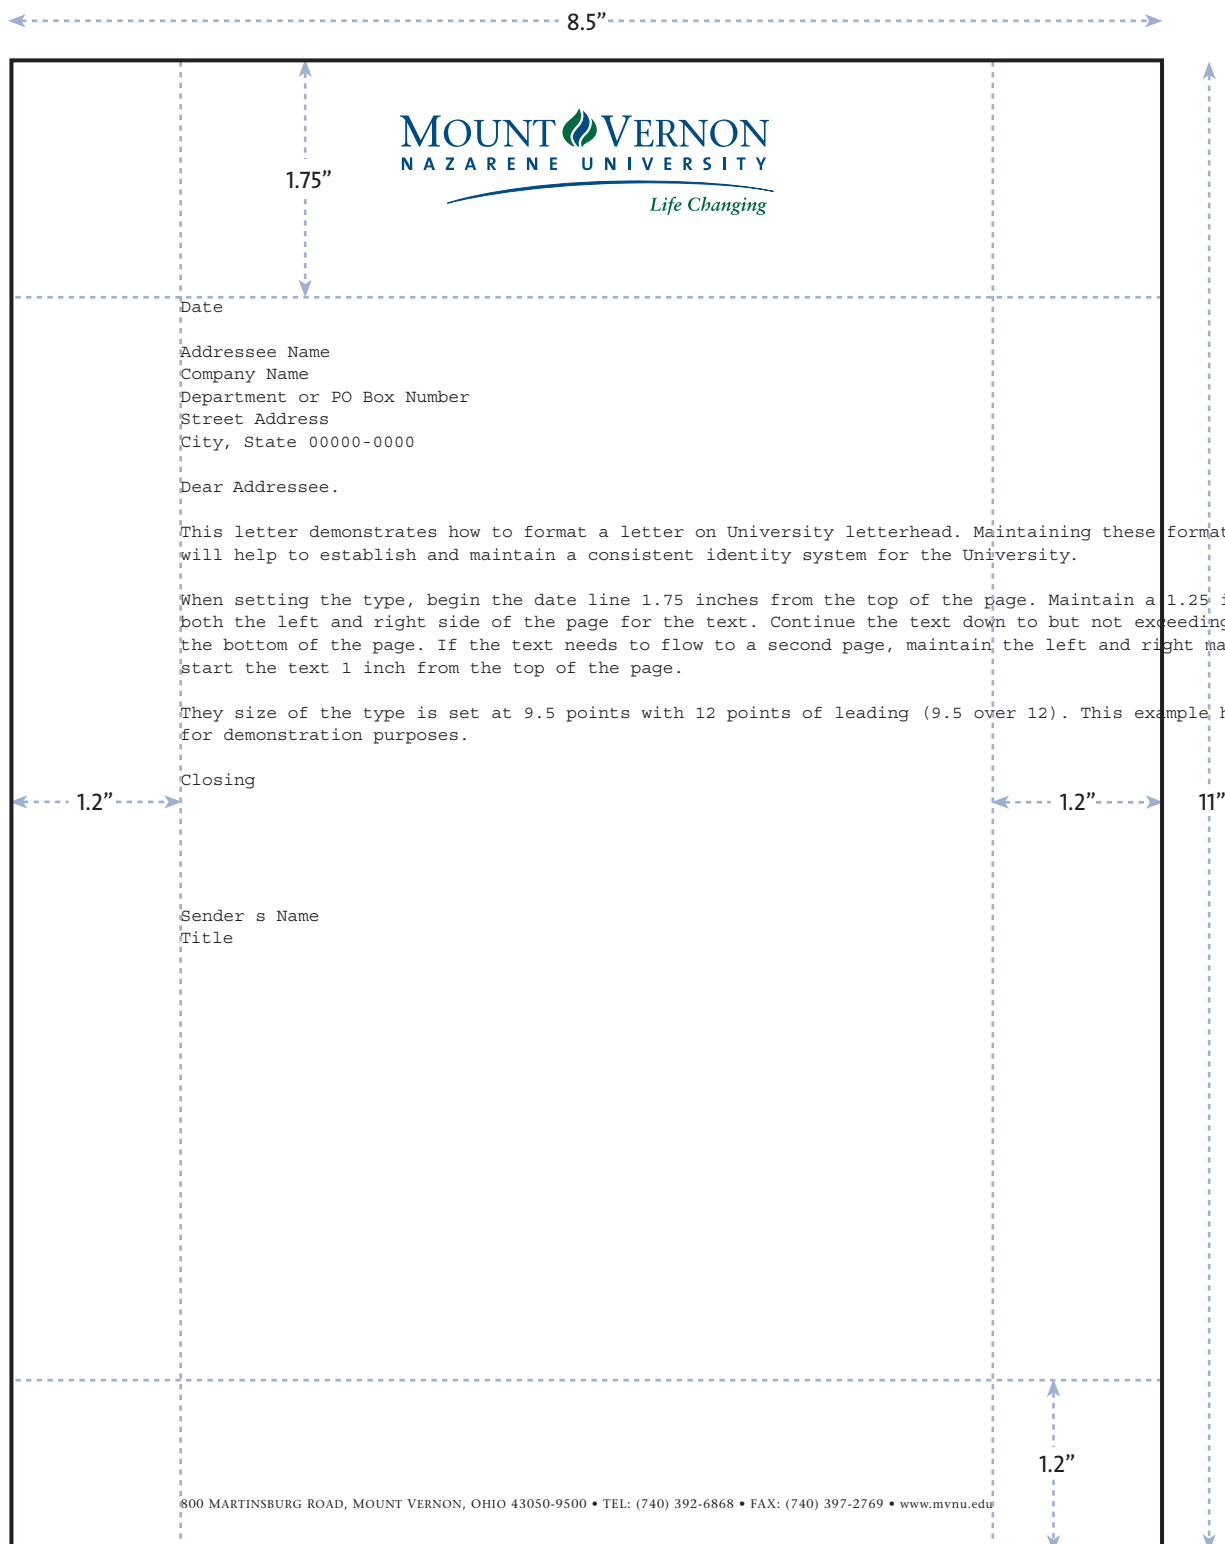 8.5”
MOUNT VERNON
NAZARENE UNIVERSITY
1.75”
Life Changing
Date
Addressee Name
Company Name
Department or PO Box Number
Street Address
City, State 00000-0000
Dear Addressee.
This letter demonstrates how to format a letter on University letterhead. Maintaining these format
will help to establish and maintain a consistent identity system for the University.
When setting the type, begin the date line 1.75 inches from the top of the page. Maintain a 1.25 i
both the left and right side of the page for the text. Continue the text down to but not exceeding
the bottom of the page. If the text needs to flow to a second page, maintain the left and right ma
start the text 1 inch from the top of the page.
They size of the type is set at 9.5 points with 12 points of leading (9.5 over 12). This example h
for demonstration purposes.
Closing
1.2”
1.2”
11”
Sender s Name
Title
1.2”
800 MARTINSBURG ROAD, MOUNT VERNON, OHIO 43050-9500 • TEL: (740) 392-6868 • FAX: (740) 397-2769 • www.mvnu.edu